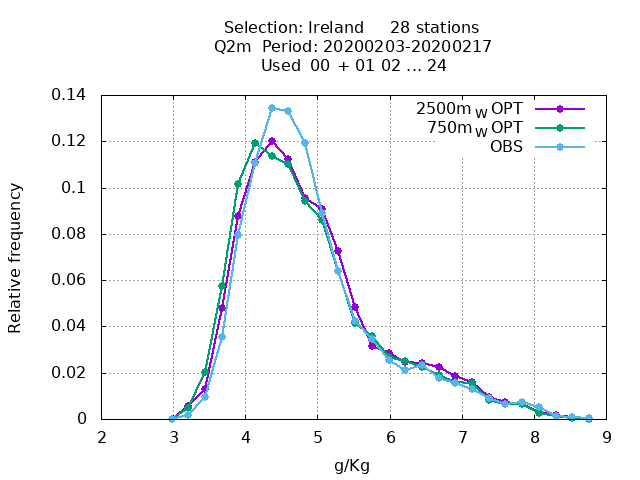 Selection: Ireland 28 stations
Q2m Period: 20200203-20200217
Used 00 + 01 02 ... 24
0.14
0.12
0.1
0.08
0.06
0.04
0.02
0
Relative frequency
2500m W OPT
750m W OPT
OBS
2 3 4 5 6 7 8 9
g/Kg